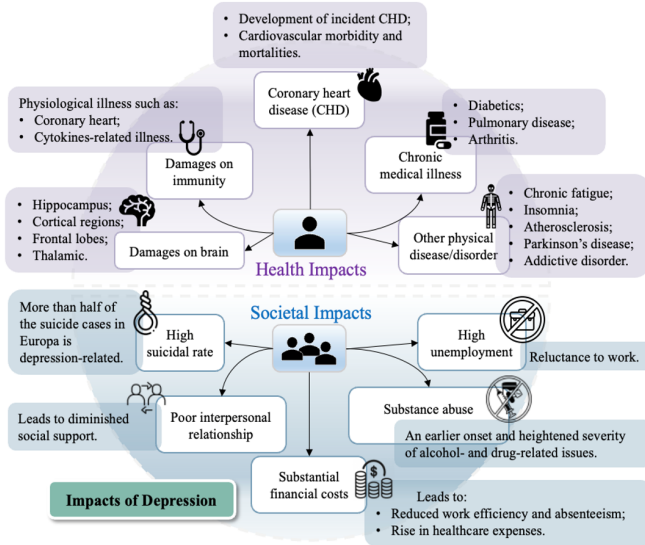 • Development of incident CHD;
• Cardiovascular morbidity and
mortalities.
Coronary heart
disease (CHD)
Physiological illness such as:
• Coronary heart;
• Cytokines-related illness.
Damages on
immunity
• Diabetics;
• Pulmonary disease;
• Arthritis.
Chronic
medical illness
• Hippocampus;
• Cortical regions;
• Frontal lobes;
• Thalamic.
Damages on brain
• Chronic fatigue;
• Insomnia;
• Atherosclerosis;
• Parkinson's disease;
• Addictive disorder.
Other physical
disease/disorder
Health Impacts
Societal Impacts
More than half of
the suicide cases in
Europa is
depression-related.
High
suicidal rate
High
unemployment
Reluctance to work.
Leads to diminished
social support.
Poor interpersonal
relationship
Substance abuse
An earlier onset and heightened severity
of alcohol- and drug-related issues.
Substantial
financial costs
$
Leads to:
• Reduced work efficiency and absenteeism;
• Rise in healthcare expenses.
Impacts of Depression